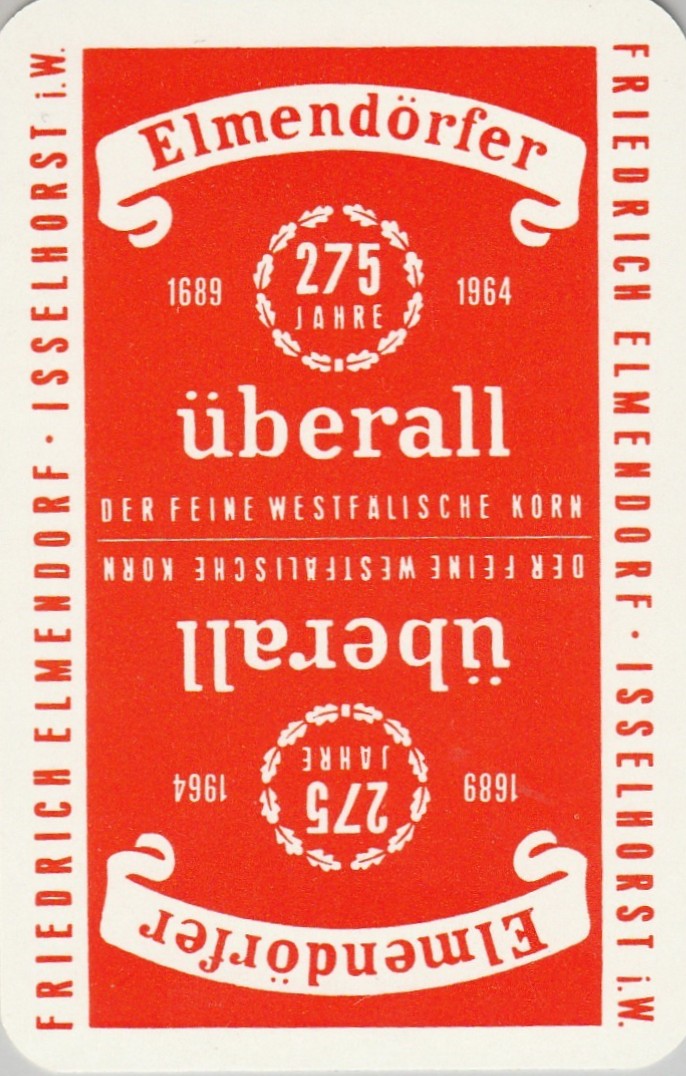 Elmendörfer
275
JAHRE
1689
1964
überall
DER FEINE WESTFÄLISCHE KORN
DER FEINE WESTFÄLISCHE KORN
überall
1689
1964
275
JAHRE
Elmendörfer
FRIEDRICH ELMENDORF · ISSELHORST i.W.
FRIEDRICH ELMENDORF · ISSELHORST i.W.